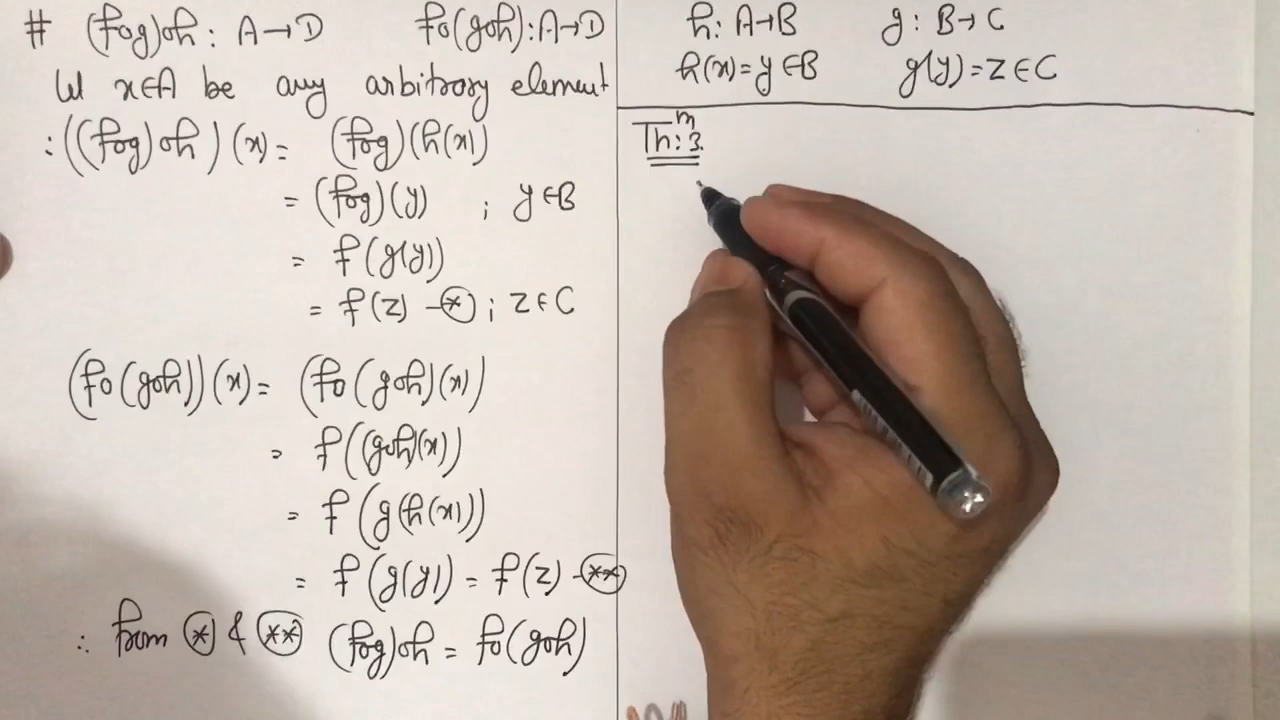 # (fog)oh : A→D     fo(goh) : A→D
Let x∈A be any arbitrary element
∴ ((fog)oh)(x) = (fog)(h(x))
= (fog)(y) ; y∈B
= f(g(y))
= f(z) -⊛ ; z∈C
(fo(goh))(x) = (fo(goh)(x)
= f((goh)(x))
= f(g(h(x))
= f(g(y)) = f(z) -(**)
∴ from (*) & (**) (fog)oh = fo(goh)
h: A→B     g: B→C
h(x)=y∈B     g(y)=z∈C
Thm: 3.